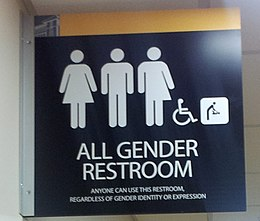 ALL GENDER
RESTROOM
ANYONE CAN USE THIS RESTROOM,
REGARDLESS OF GENDER IDENTITY OR EXPRESSION